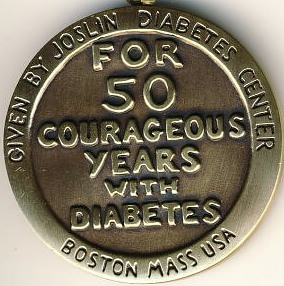 GIVEN BY JOSLIN DIABETES CENTER
FOR
50
COURAGEOUS
YEARS
WITH
DIABETES
BOSTON MASS USA